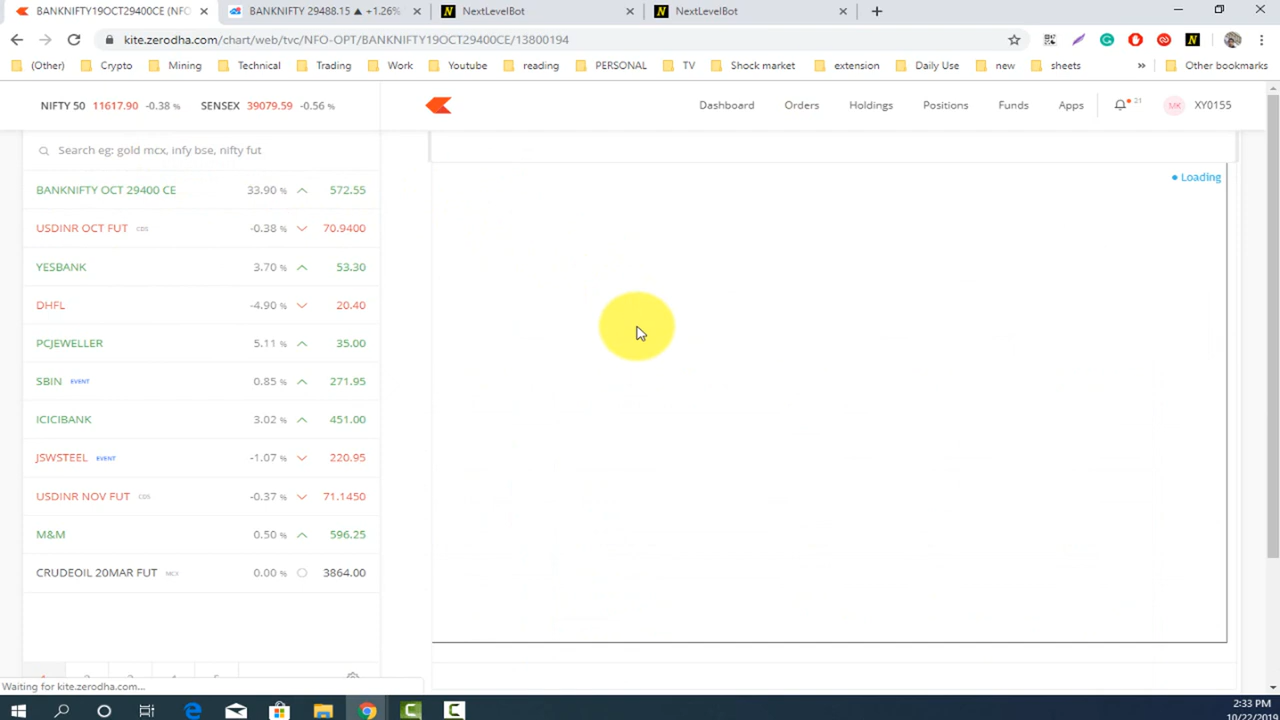 BANKNIFTY19OCT29400CE (NFO
BANKNIFTY 29488.15 ▲ +1.26%
NextLevelBot
NextLevelBot
kite.zerodha.com/chart/web/tvc/NFO-OPT/BANKNIFTY19OCT29400CE/13800194
(Other) Crypto Mining Technical Trading Work Youtube reading PERSONAL TV Shock market extension Daily Use new sheets » Other bookmarks
NIFTY 50 11617.90 -0.38 % SENSEX 39079.59 -0.56 %
Dashboard Orders Holdings Positions Funds Apps 21 MK XY0155
Search eg: gold mcx, infy bse, nifty fut
Loading
BANKNIFTY OCT 29400 CE 33.90 % 572.55
USDINR OCT FUT CDS -0.38 % 70.9400
YESBANK 3.70 % 53.30
DHFL -4.90 % 20.40
PCJEWELLER 5.11 % 35.00
SBIN EVENT 0.85 % 271.95
ICICIBANK 3.02 % 451.00
JSWSTEEL EVENT -1.07 % 220.95
USDINR NOV FUT CDS -0.37 % 71.1450
M&M 0.50 % 596.25
CRUDEOIL 20MAR FUT MCX 0.00 % 3864.00
Waiting for kite.zerodha.com...
2:33 PM
10/22/2019